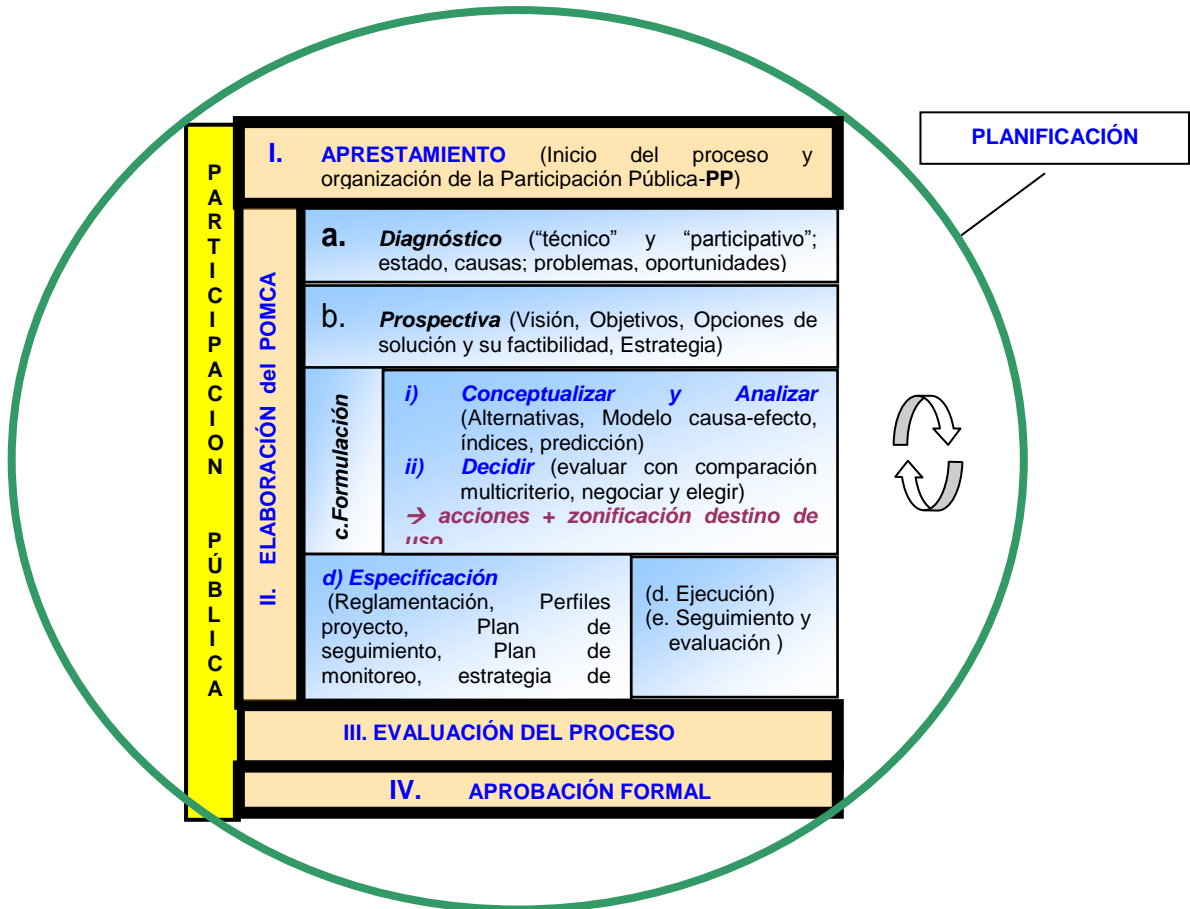 PLANIFICACIÓN
PARTICIPACION PÚBLICA
I. APRESTAMIENTO (Inicio del proceso y
organización de la Participación Pública-PP)
II. ELABORACIÓN del POMCA
a. Diagnóstico (“técnico” y “participativo”;
estado, causas; problemas, oportunidades)
b. Prospectiva (Visión, Objetivos, Opciones de
solución y su factibilidad, Estrategia)
c.Formulación
i) Conceptualizar y Analizar
(Alternativas, Modelo causa-efecto,
índices, predicción)
ii) Decidir (evaluar con comparación
multicriterio, negociar y elegir)
→ acciones + zonificación destino de
uso
d) Especificación
(Reglamentación, Perfiles
proyecto, Plan de
seguimiento, Plan de
monitoreo, estrategia de
(d. Ejecución)
(e. Seguimiento y
evaluación )
III. EVALUACIÓN DEL PROCESO
IV. APROBACIÓN FORMAL